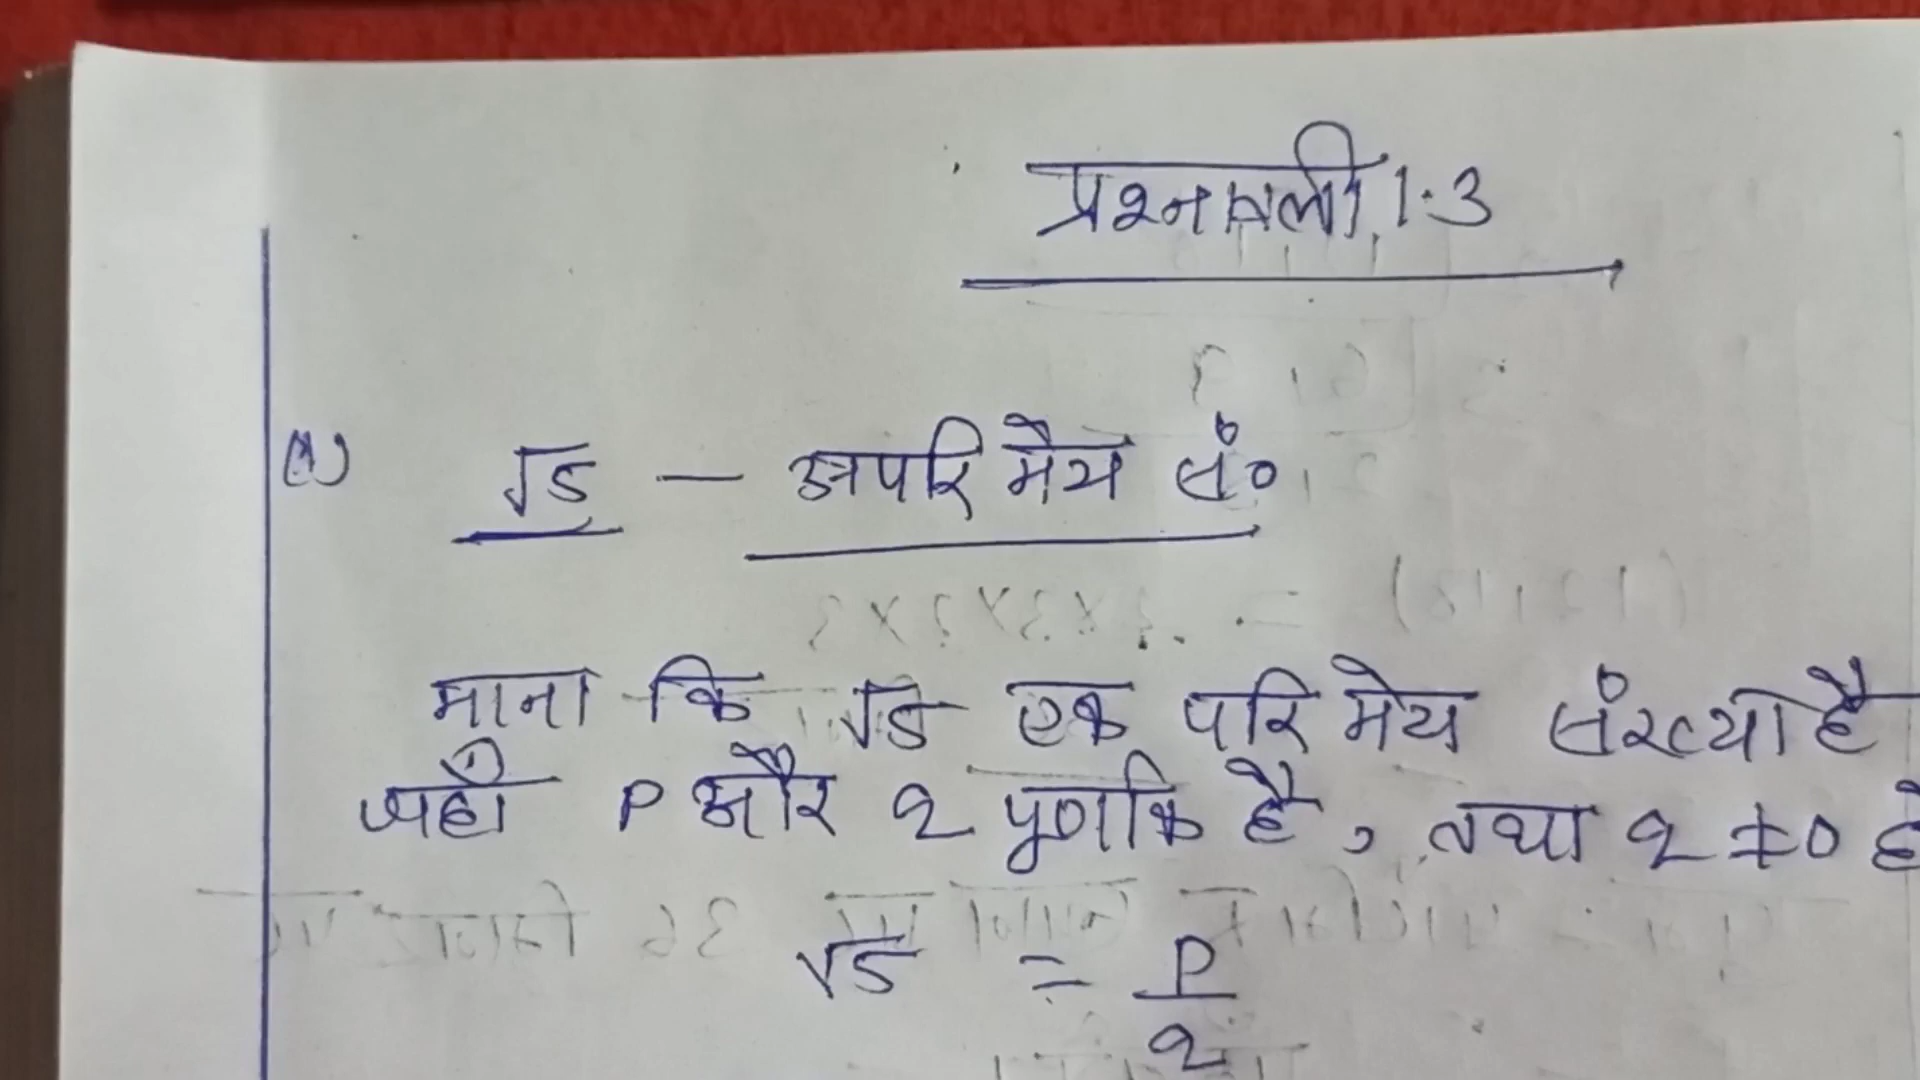 प्रश्नावली 1.3
(1) √5 — अपरिमेय सं०
माना कि √5 एक परिमेय संख्या है
जहाँ P और q पूर्णांक है, तथा q ≠ 0 है
√5 = P/q